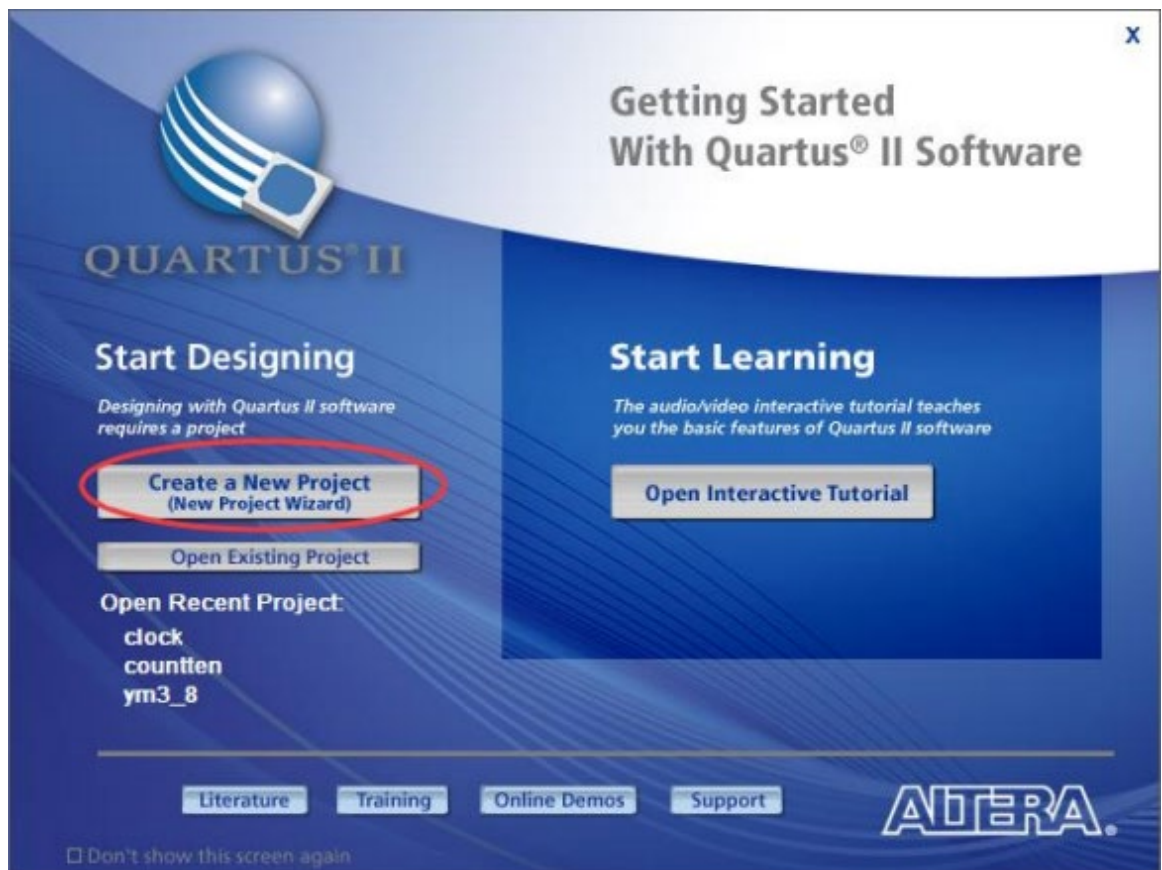 X
Getting Started
With Quartus® II Software
QUARTUS®II
Start Designing
Designing with Quartus II software
requires a project
Create a New Project
(New Project Wizard)
Open Existing Project
Open Recent Project:
clock
countten
ym3_8
Start Learning
The audio/video interactive tutorial teaches
you the basic features of Quartus II software
Open Interactive Tutorial
Literature
Training
Online Demos
Support
ALTERA®
Don't show this screen again